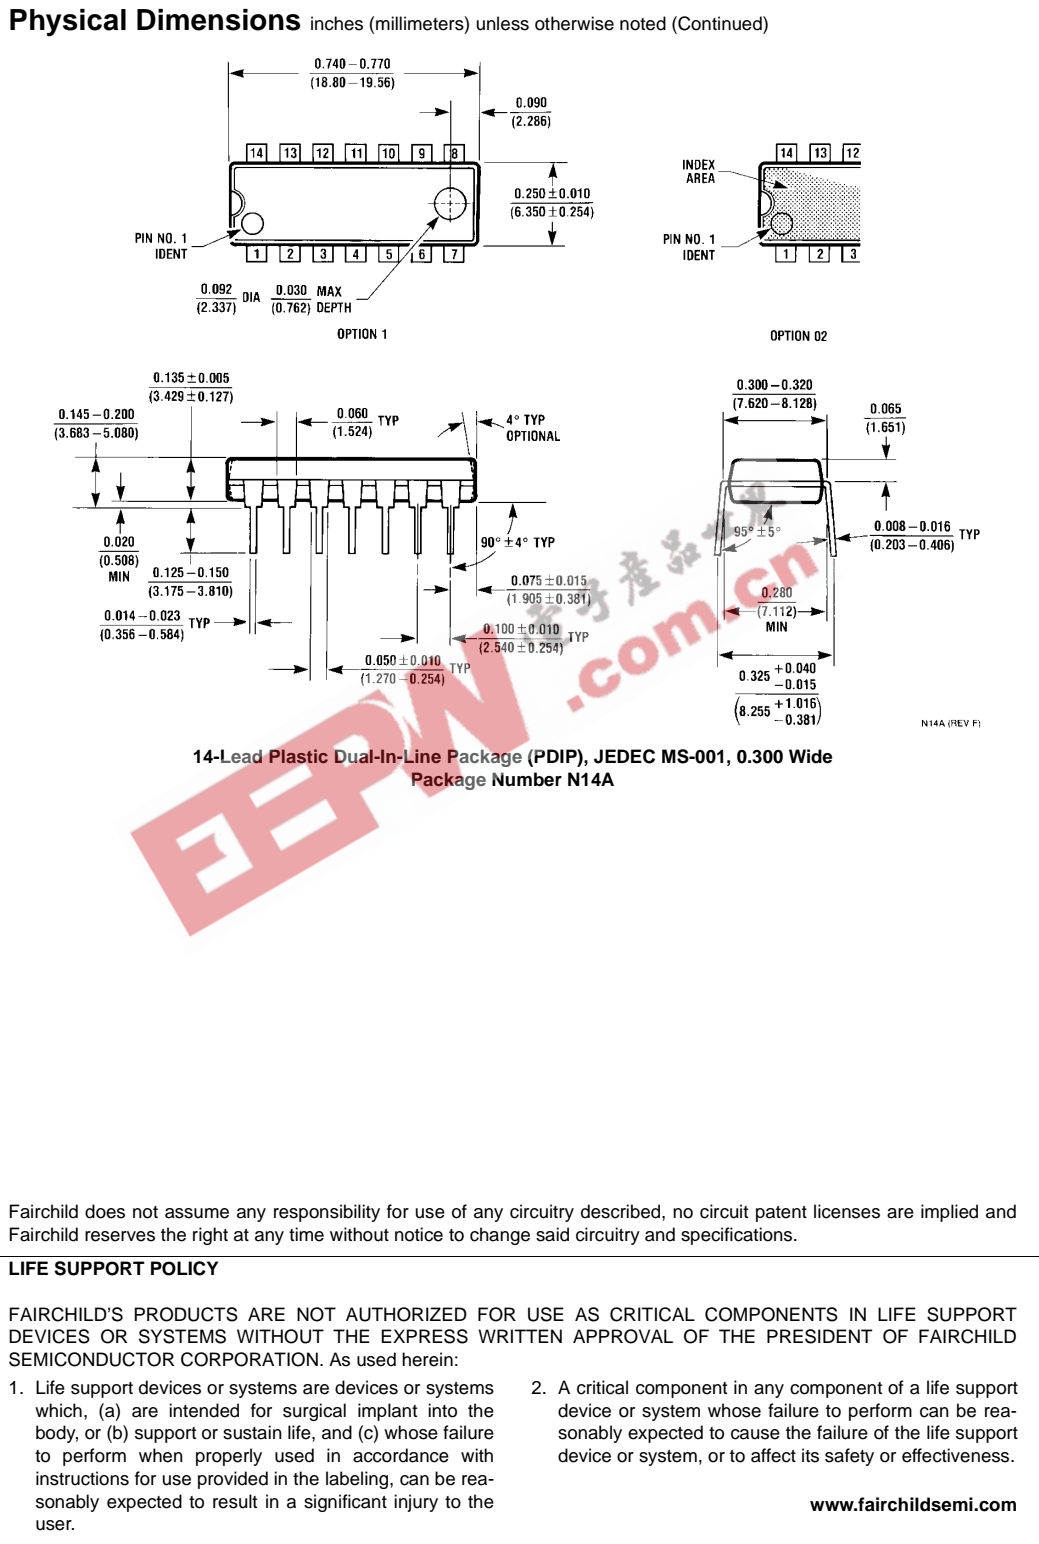 Physical Dimensions inches (millimeters) unless otherwise noted (Continued)
0.740 – 0.770
(18.80 – 19.56)
0.090
(2.286)
14 13 12 11 10 9 8
0.250 ± 0.010
(6.350 ± 0.254)
PIN NO. 1
IDENT
1 2 3 4 5 6 7
0.092
(2.337)
DIA
0.030
(0.762)
MAX
DEPTH
OPTION 1
14 13 12
INDEX
AREA
PIN NO. 1
IDENT
1 2 3
OPTION 02
0.135 ± 0.005
(3.429 ± 0.127)
0.145 – 0.200
(3.683 – 5.080)
0.060
(1.524)
TYP
4° TYP
OPTIONAL
0.020
(0.508)
MIN
0.125 – 0.150
(3.175 – 3.810)
0.014 – 0.023
(0.356 – 0.584)
TYP
90° ± 4° TYP
0.075 ± 0.015
(1.905 ± 0.381)
0.100 ± 0.010
(2.540 ± 0.254)
TYP
0.050 ± 0.010
(1.270 – 0.254)
TYP
0.300 – 0.320
(7.620 – 8.128)
0.065
(1.651)
95° ± 5°
0.008 – 0.016
(0.203 – 0.406)
TYP
0.280
(7.112)
MIN
0.325 +0.040
–0.015
(8.255 +1.016
–0.381)
N14A (REV F)
電子産品世界
EEPW.com.cn
14-Lead Plastic Dual-In-Line Package (PDIP), JEDEC MS-001, 0.300 Wide
Package Number N14A
Fairchild does not assume any responsibility for use of any circuitry described, no circuit patent licenses are implied and
Fairchild reserves the right at any time without notice to change said circuitry and specifications.
LIFE SUPPORT POLICY
FAIRCHILD'S PRODUCTS ARE NOT AUTHORIZED FOR USE AS CRITICAL COMPONENTS IN LIFE SUPPORT
DEVICES OR SYSTEMS WITHOUT THE EXPRESS WRITTEN APPROVAL OF THE PRESIDENT OF FAIRCHILD
SEMICONDUCTOR CORPORATION. As used herein:
1. Life support devices or systems are devices or systems
which, (a) are intended for surgical implant into the
body, or (b) support or sustain life, and (c) whose failure
to perform when properly used in accordance with
instructions for use provided in the labeling, can be rea-
sonably expected to result in a significant injury to the
user.
2. A critical component in any component of a life support
device or system whose failure to perform can be rea-
sonably expected to cause the failure of the life support
device or system, or to affect its safety or effectiveness.
www.fairchildsemi.com